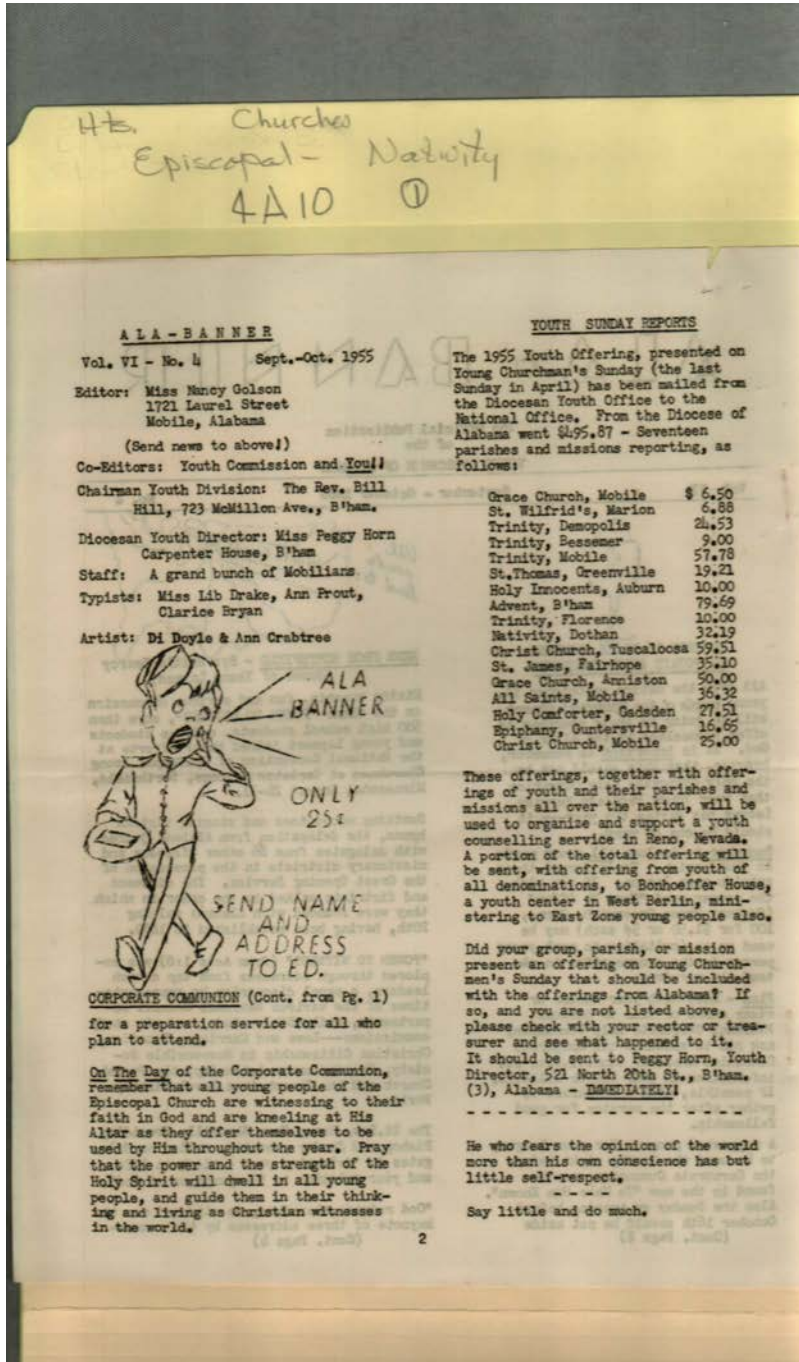 Hts. Churches
Episcopal - Nativity
4A10 ①
ALA-BANNER
Vol. VI - No. 4 Sept.-Oct. 1955
Editor: Miss Nancy Golson
1721 Laurel Street
Mobile, Alabama
(Send news to above!)
Co-Editors: Youth Commission and You!!
Chairman Youth Division: The Rev. Bill
Hill, 723 McMillon Ave., B'ham.
Diocesan Youth Director: Miss Peggy Horn
Carpenter House, B'ham
Staff: A grand bunch of Mobilians
Typists: Miss Lib Drake, Ann Prout,
Clarice Bryan
Artist: Di Doyle & Ann Crabtree
ALA
BANNER
ONLY
25¢
SEND NAME
AND
ADDRESS
TO ED.
CORPORATE COMMUNION (Cont. from Pg. 1)
for a preparation service for all who
plan to attend.
On The Day of the Corporate Communion,
remember that all young people of the
Episcopal Church are witnessing to their
faith in God and are kneeling at His
Altar as they offer themselves to be
used by Him throughout the year. Pray
that the power and the strength of the
Holy Spirit will dwell in all young
people, and guide them in their think-
ing and living as Christian witnesses
in the world.
YOUTH SUNDAY REPORTS
The 1955 Youth Offering, presented on
Young Churchman's Sunday (the last
Sunday in April) has been mailed from
the Diocesan Youth Office to the
National Office. From the Diocese of
Alabama went $495.87 - Seventeen
parishes and missions reporting, as
follows:
Grace Church, Mobile $ 6.50
St. Wilfrid's, Marion 6.88
Trinity, Demopolis 24.53
Trinity, Bessemer 9.00
Trinity, Mobile 57.78
St.Thomas, Greenville 19.21
Holy Innocents, Auburn 10.00
Advent, B'ham 79.69
Trinity, Florence 10.00
Nativity, Dothan 32.19
Christ Church, Tuscaloosa 59.51
St. James, Fairhope 35.10
Grace Church, Anniston 50.00
All Saints, Mobile 36.32
Holy Comforter, Gadsden 27.51
Epiphany, Guntersville 16.65
Christ Church, Mobile 25.00
These offerings, together with offer-
ings of youth and their parishes and
missions all over the nation, will be
used to organize and support a youth
counselling service in Reno, Nevada.
A portion of the total offering will
be sent, with offering from youth of
all denominations, to Bonhoeffer House,
a youth center in West Berlin, mini-
stering to East Zone young people also.
Did your group, parish, or mission
present an offering on Young Church-
men's Sunday that should be included
with the offerings from Alabama? If
so, and you are not listed above,
please check with your rector or trea-
surer and see what happened to it.
It should be sent to Peggy Horn, Youth
Director, 521 North 20th St., B'ham.
(3), Alabama - IMMEDIATELY!
- - - - - - - - - - - - - - - - - - -
He who fears the opinion of the world
more than his own conscience has but
little self-respect.
- - - -
Say little and do much.
2